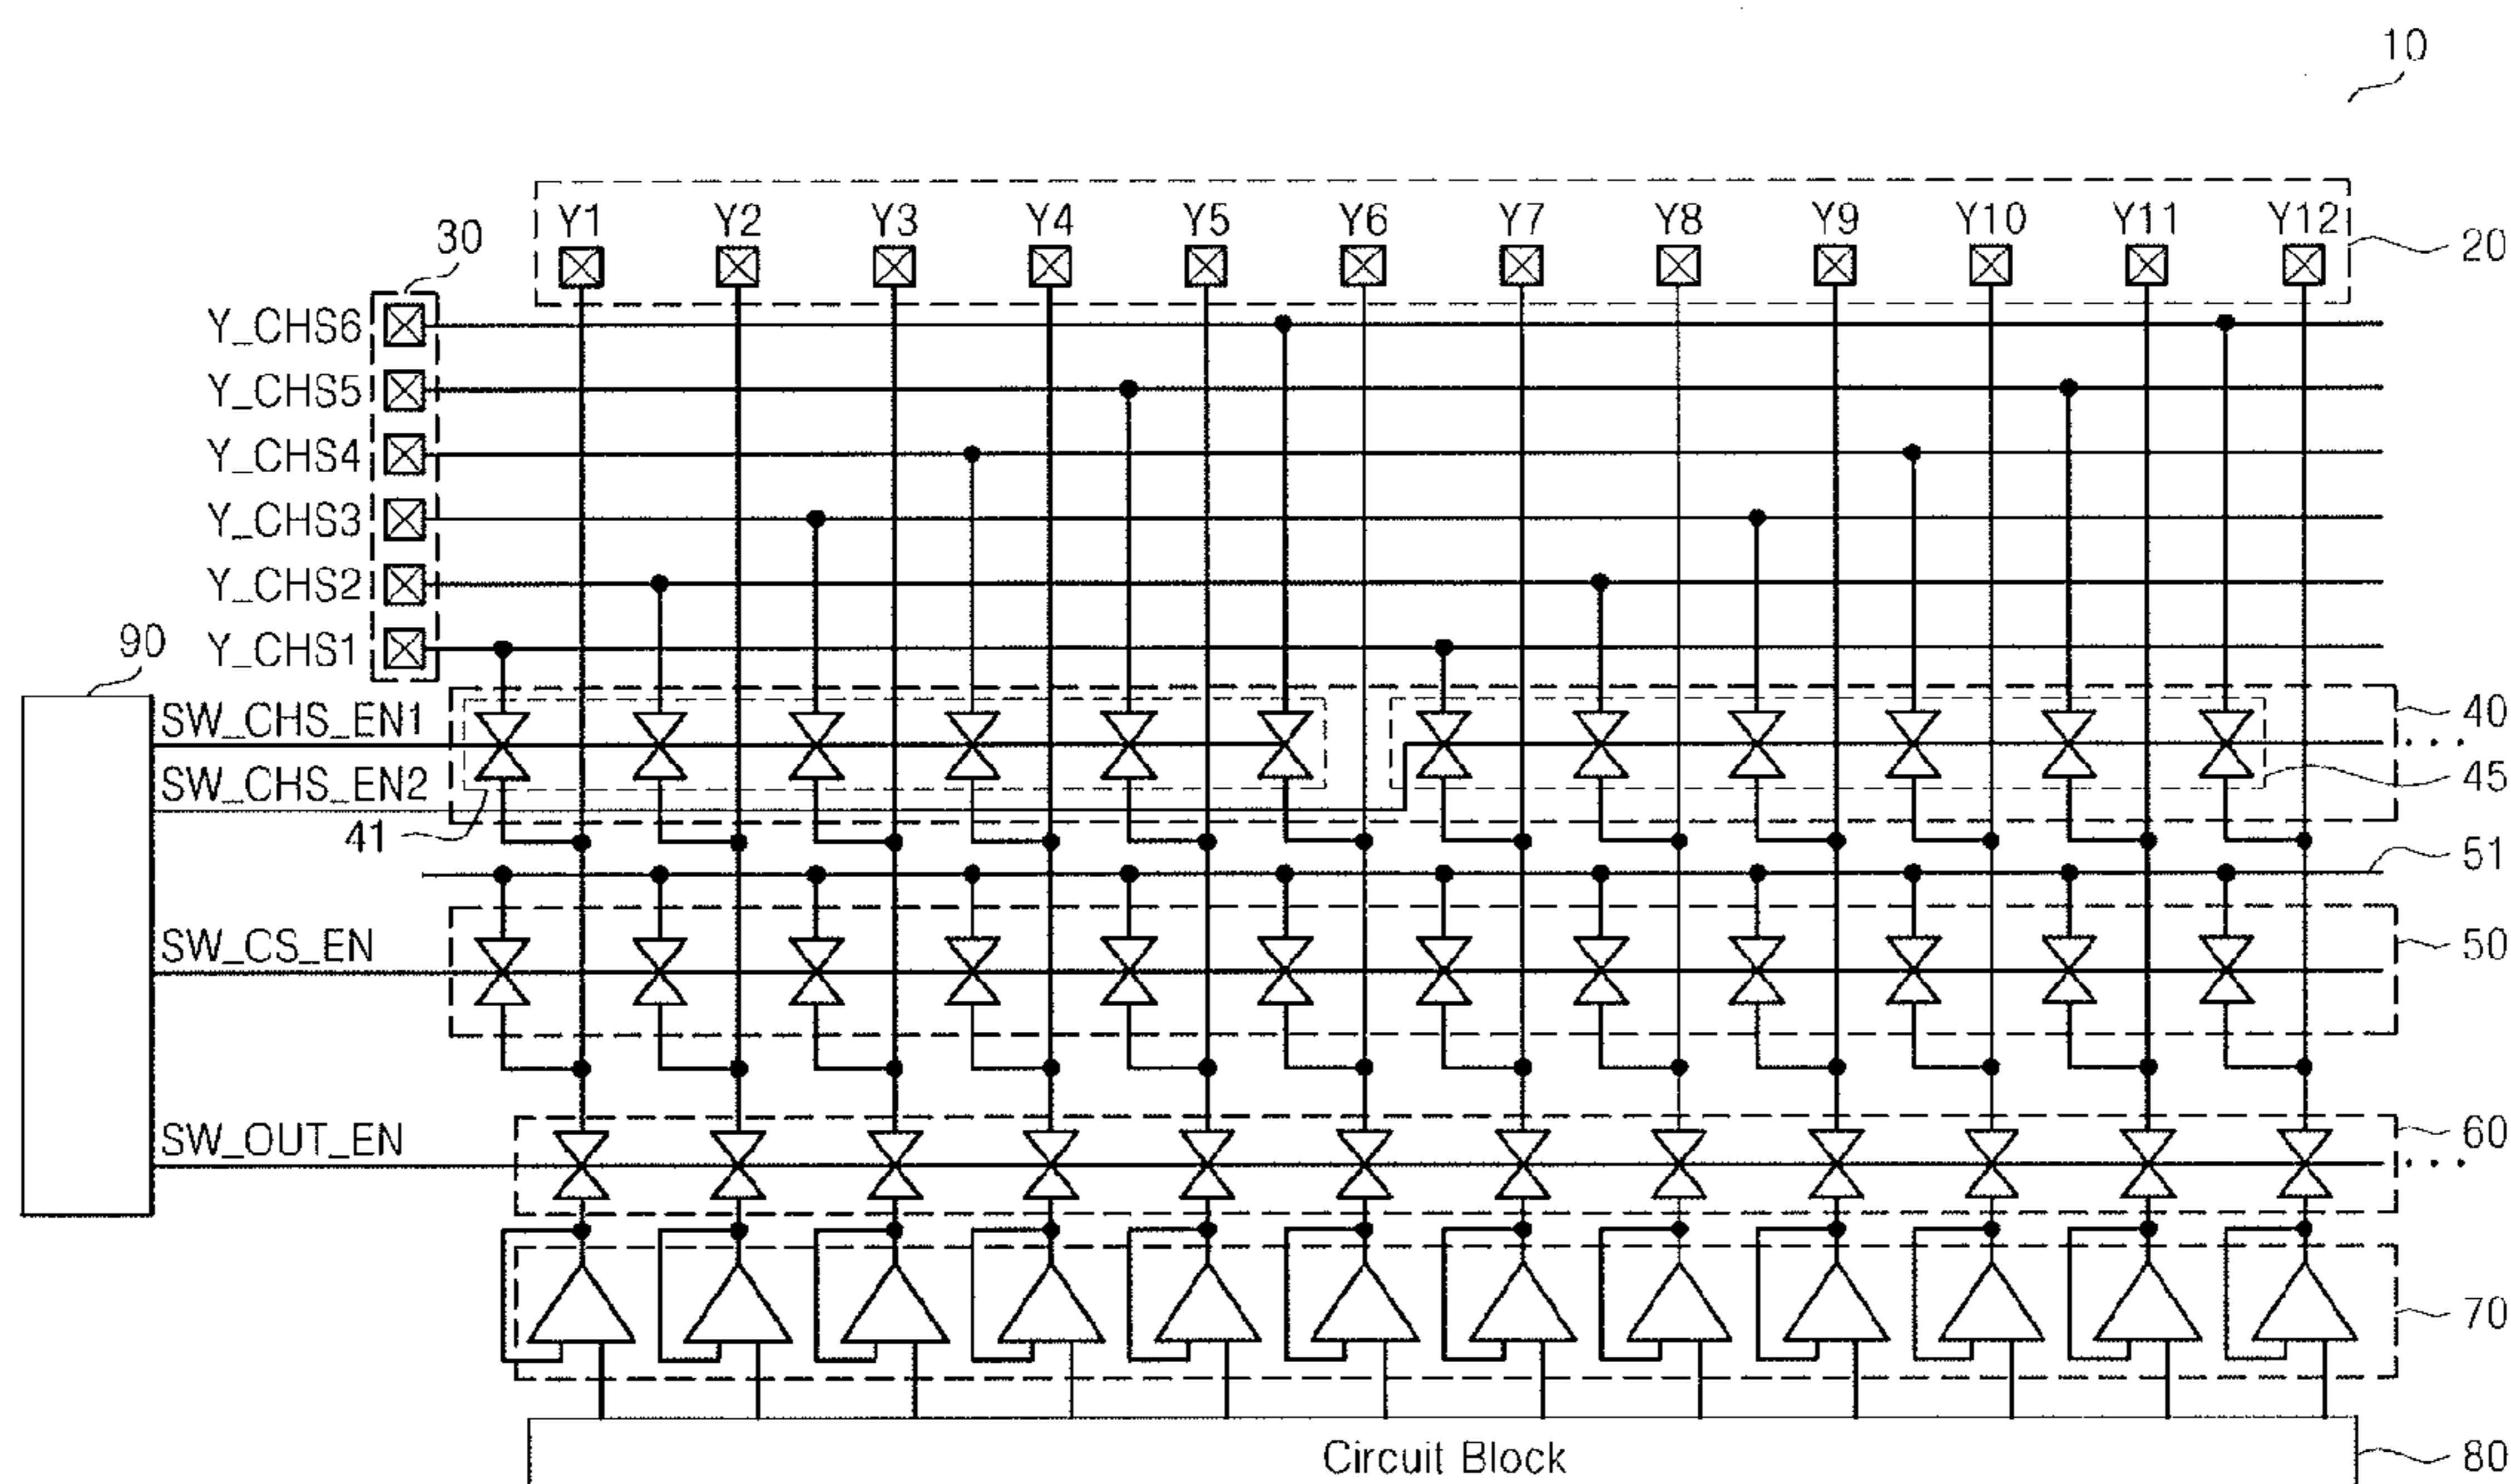 10
Y1 Y2 Y3 Y4 Y5 Y6 Y7 Y8 Y9 Y10 Y11 Y12
20
30
Y_CHS6
Y_CHS5
Y_CHS4
Y_CHS3
Y_CHS2
Y_CHS1
90
SW_CHS_EN1
40
SW_CHS_EN2
45
41
51
SW_CS_EN
50
SW_OUT_EN
60
70
Circuit Block
80